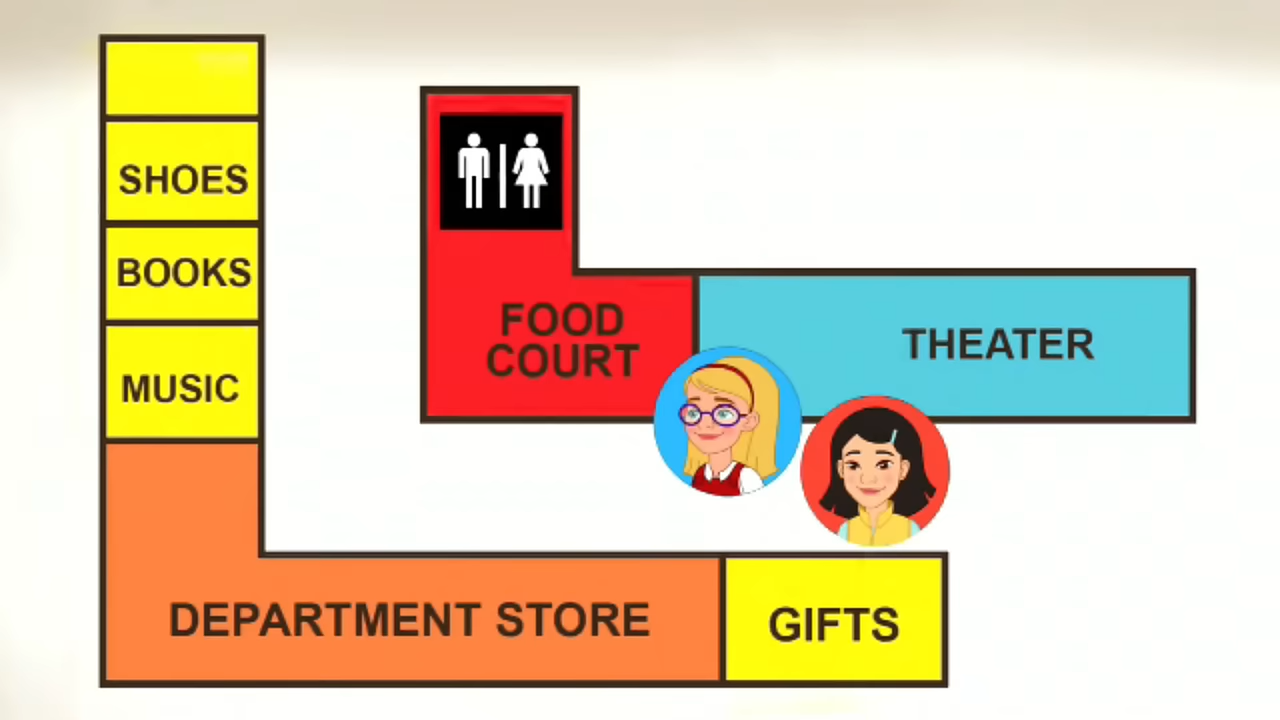 SHOES
BOOKS
MUSIC
FOOD
COURT
THEATER
DEPARTMENT STORE
GIFTS